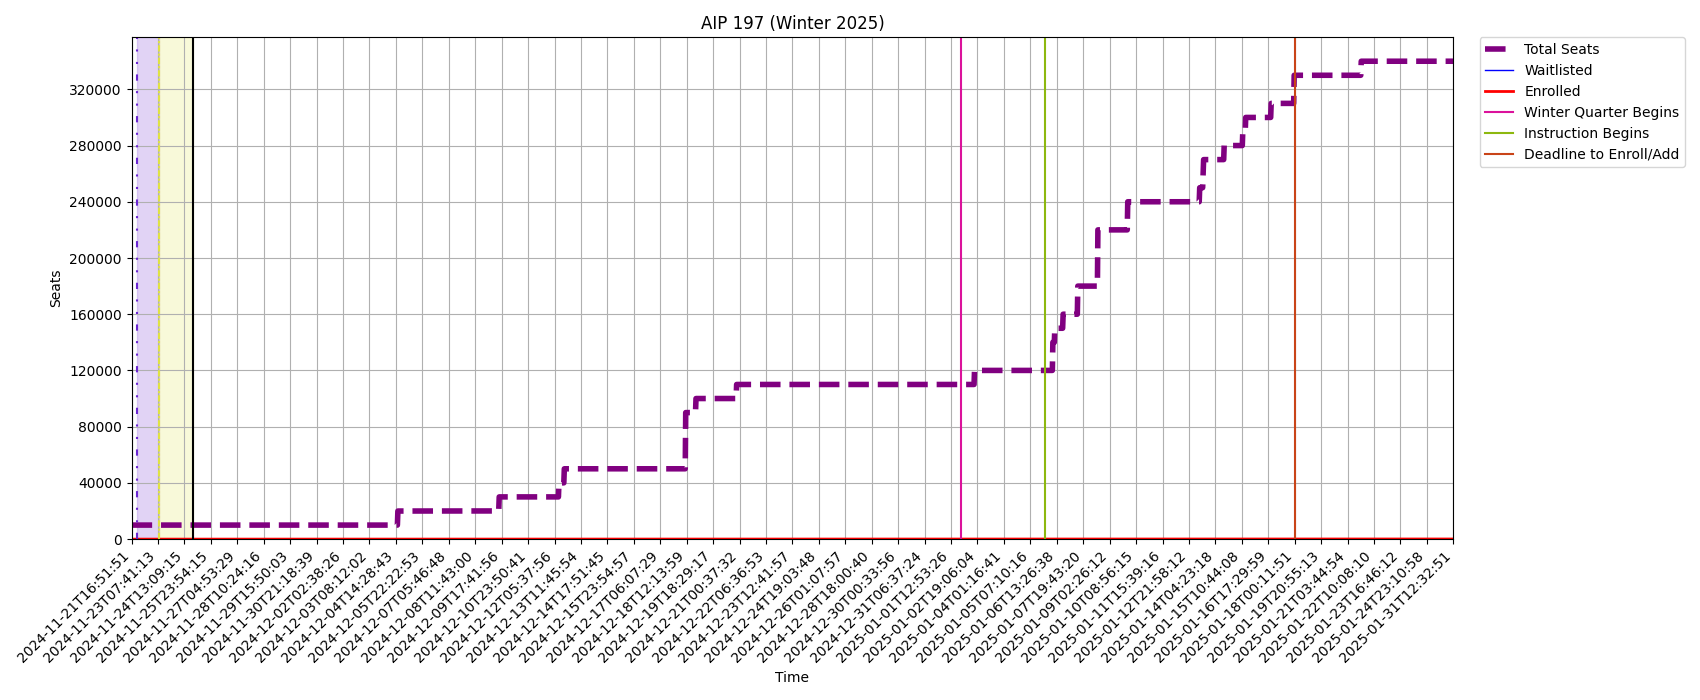 AIP 197 (Winter 2025)
Total Seats
Waitlisted
Enrolled
Winter Quarter Begins
Instruction Begins
Deadline to Enroll/Add
Seats
320000
280000
240000
200000
160000
120000
80000
40000
0
2024-11-21T16:51:51
2024-11-23T07:41:13
2024-11-24T13:09:15
2024-11-25T23:54:15
2024-11-27T04:53:29
2024-11-28T10:24:16
2024-11-29T15:50:03
2024-11-30T21:18:39
2024-12-02T02:38:26
2024-12-03T08:12:02
2024-12-04T14:28:43
2024-12-05T22:22:53
2024-12-07T05:46:48
2024-12-08T11:43:00
2024-12-09T17:41:56
2024-12-10T23:50:41
2024-12-12T05:37:56
2024-12-13T11:45:54
2024-12-14T17:51:45
2024-12-15T23:54:57
2024-12-17T06:07:29
2024-12-18T12:13:59
2024-12-19T18:29:17
2024-12-21T00:37:32
2024-12-22T06:36:53
2024-12-23T12:41:57
2024-12-24T19:03:48
2024-12-26T01:07:57
2024-12-28T18:00:40
2024-12-30T00:33:56
2024-12-31T06:37:24
2025-01-01T12:53:26
2025-01-02T19:06:04
2025-01-04T01:16:41
2025-01-05T07:10:16
2025-01-06T13:26:38
2025-01-07T19:43:20
2025-01-09T02:26:12
2025-01-10T08:56:15
2025-01-11T15:39:16
2025-01-12T21:58:12
2025-01-14T04:23:18
2025-01-15T10:44:08
2025-01-16T17:29:59
2025-01-18T00:11:51
2025-01-19T20:55:13
2025-01-21T03:44:54
2025-01-22T10:08:10
2025-01-23T16:46:12
2025-01-24T23:10:58
2025-01-31T12:32:51
Time